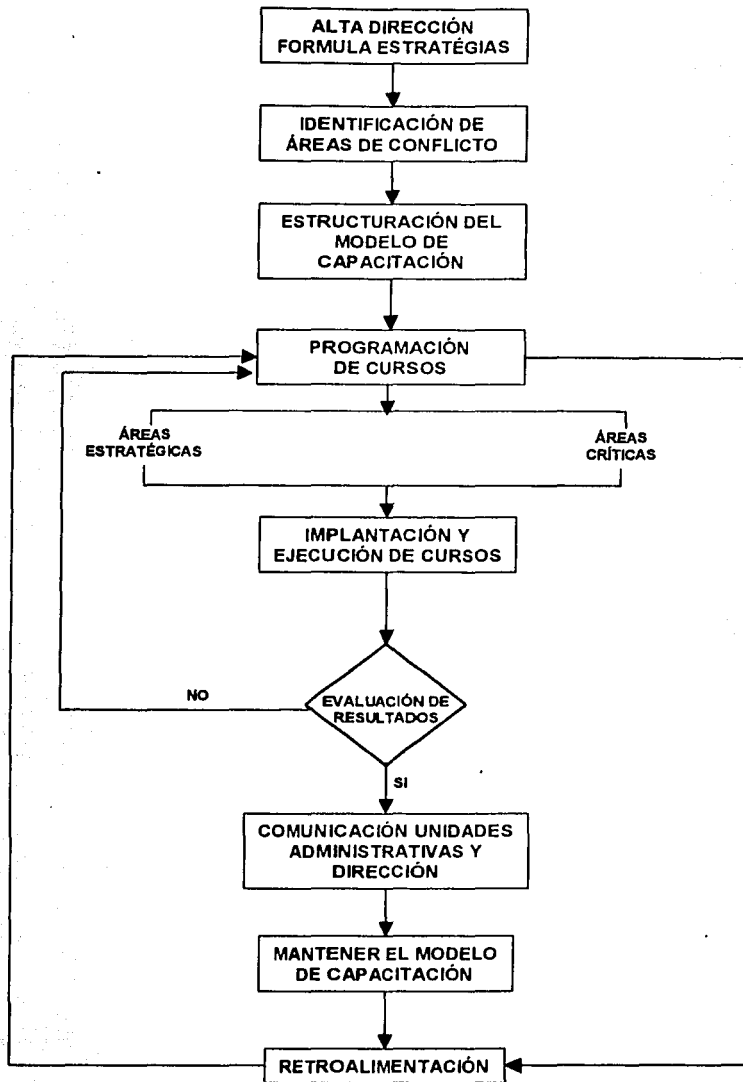 ALTA DIRECCIÓN
FORMULA ESTRATÉGIAS
IDENTIFICACIÓN DE
ÁREAS DE CONFLICTO
ESTRUCTURACIÓN DEL
MODELO DE
CAPACITACIÓN
PROGRAMACIÓN
DE CURSOS
ÁREAS
ESTRATÉGICAS
ÁREAS
CRÍTICAS
IMPLANTACIÓN Y
EJECUCIÓN DE CURSOS
EVALUACIÓN DE
RESULTADOS
NO
SI
COMUNICACIÓN UNIDADES
ADMINISTRATIVAS Y
DIRECCIÓN
MANTENER EL MODELO
DE CAPACITACIÓN
RETROALIMENTACIÓN